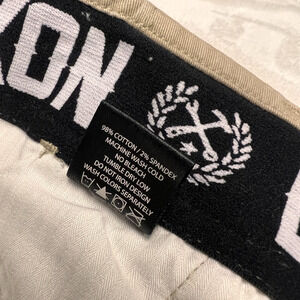 XON
98% COTTON / 2% SPANDEX
MACHINE WASH COLD
NO BLEACH
TUMBLE DRY LOW
DO NOT IRON DESIGN
WASH COLORS SEPARATELY